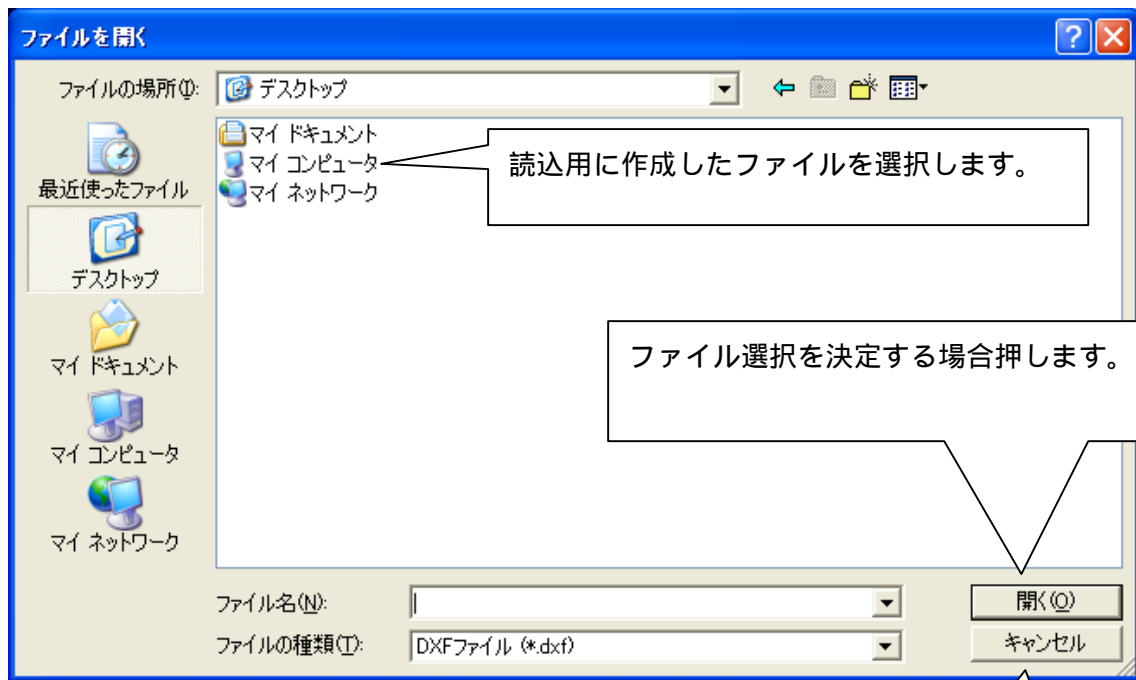 ファイルを開く
ファイルの場所(I):
デスクトップ
最近使ったファイル
デスクトップ
マイ ドキュメント
マイ コンピュータ
マイ ネットワーク
マイ ドキュメント
マイ コンピュータ
マイ ネットワーク
読込用に作成したファイルを選択します。
ファイル選択を決定する場合押します。
ファイル名(N):
開く(O)
ファイルの種類(T):
DXFファイル (*.dxf)
キャンセル